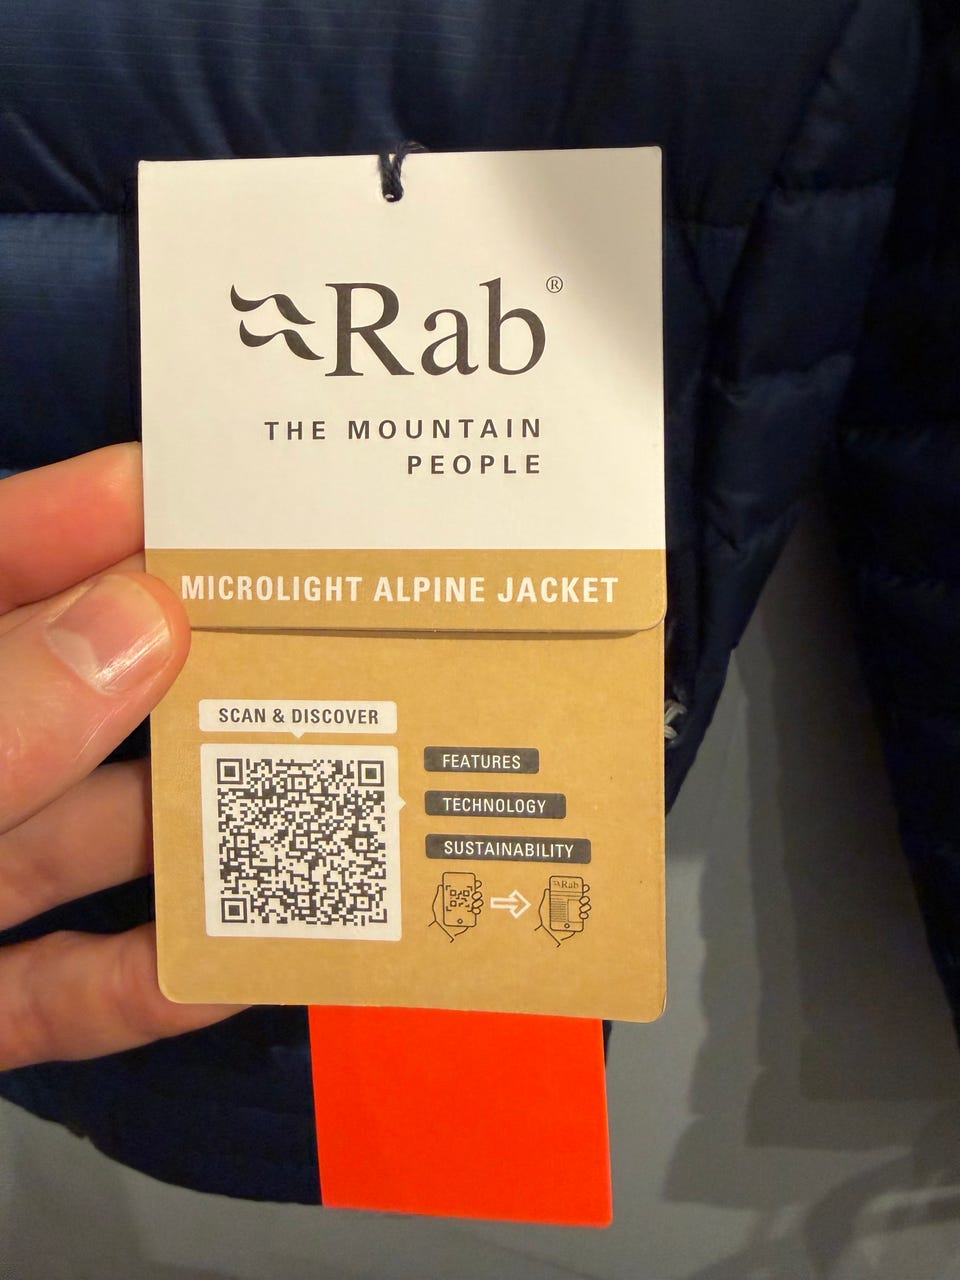 Rab®
THE MOUNTAIN
PEOPLE
MICROLIGHT ALPINE JACKET
SCAN & DISCOVER
FEATURES
TECHNOLOGY
SUSTAINABILITY
Rab